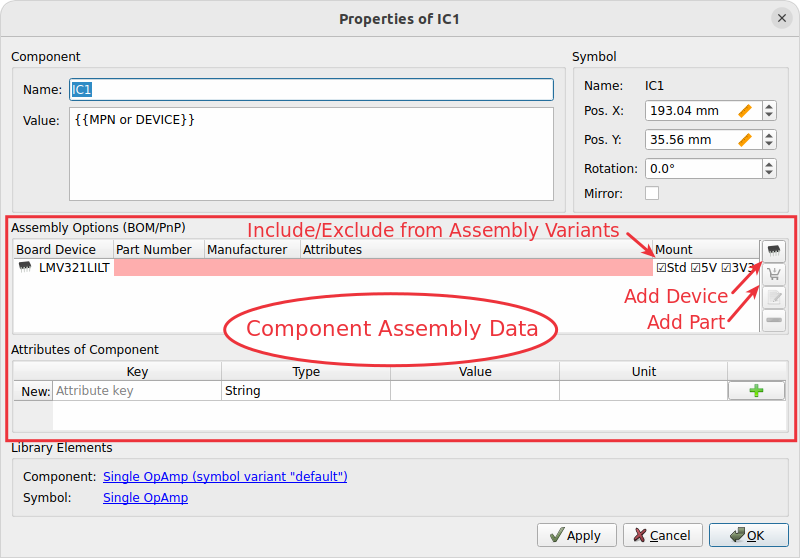 Properties of IC1
Component
Name: IC1
Value: {{MPN or DEVICE}}
Symbol
Name: IC1
Pos. X: 193.04 mm
Pos. Y: 35.56 mm
Rotation: 0.0°
Mirror:
Assembly Options (BOM/PnP)
Include/Exclude from Assembly Variants
Board Device Part Number Manufacturer Attributes Mount
LMV321LILT ☑Std ☑5V ☑3V3
Add Device
Add Part
Component Assembly Data
Attributes of Component
Key Type Value Unit
New: Attribute key String
Library Elements
Component: Single OpAmp (symbol variant "default")
Symbol: Single OpAmp
Apply Cancel OK